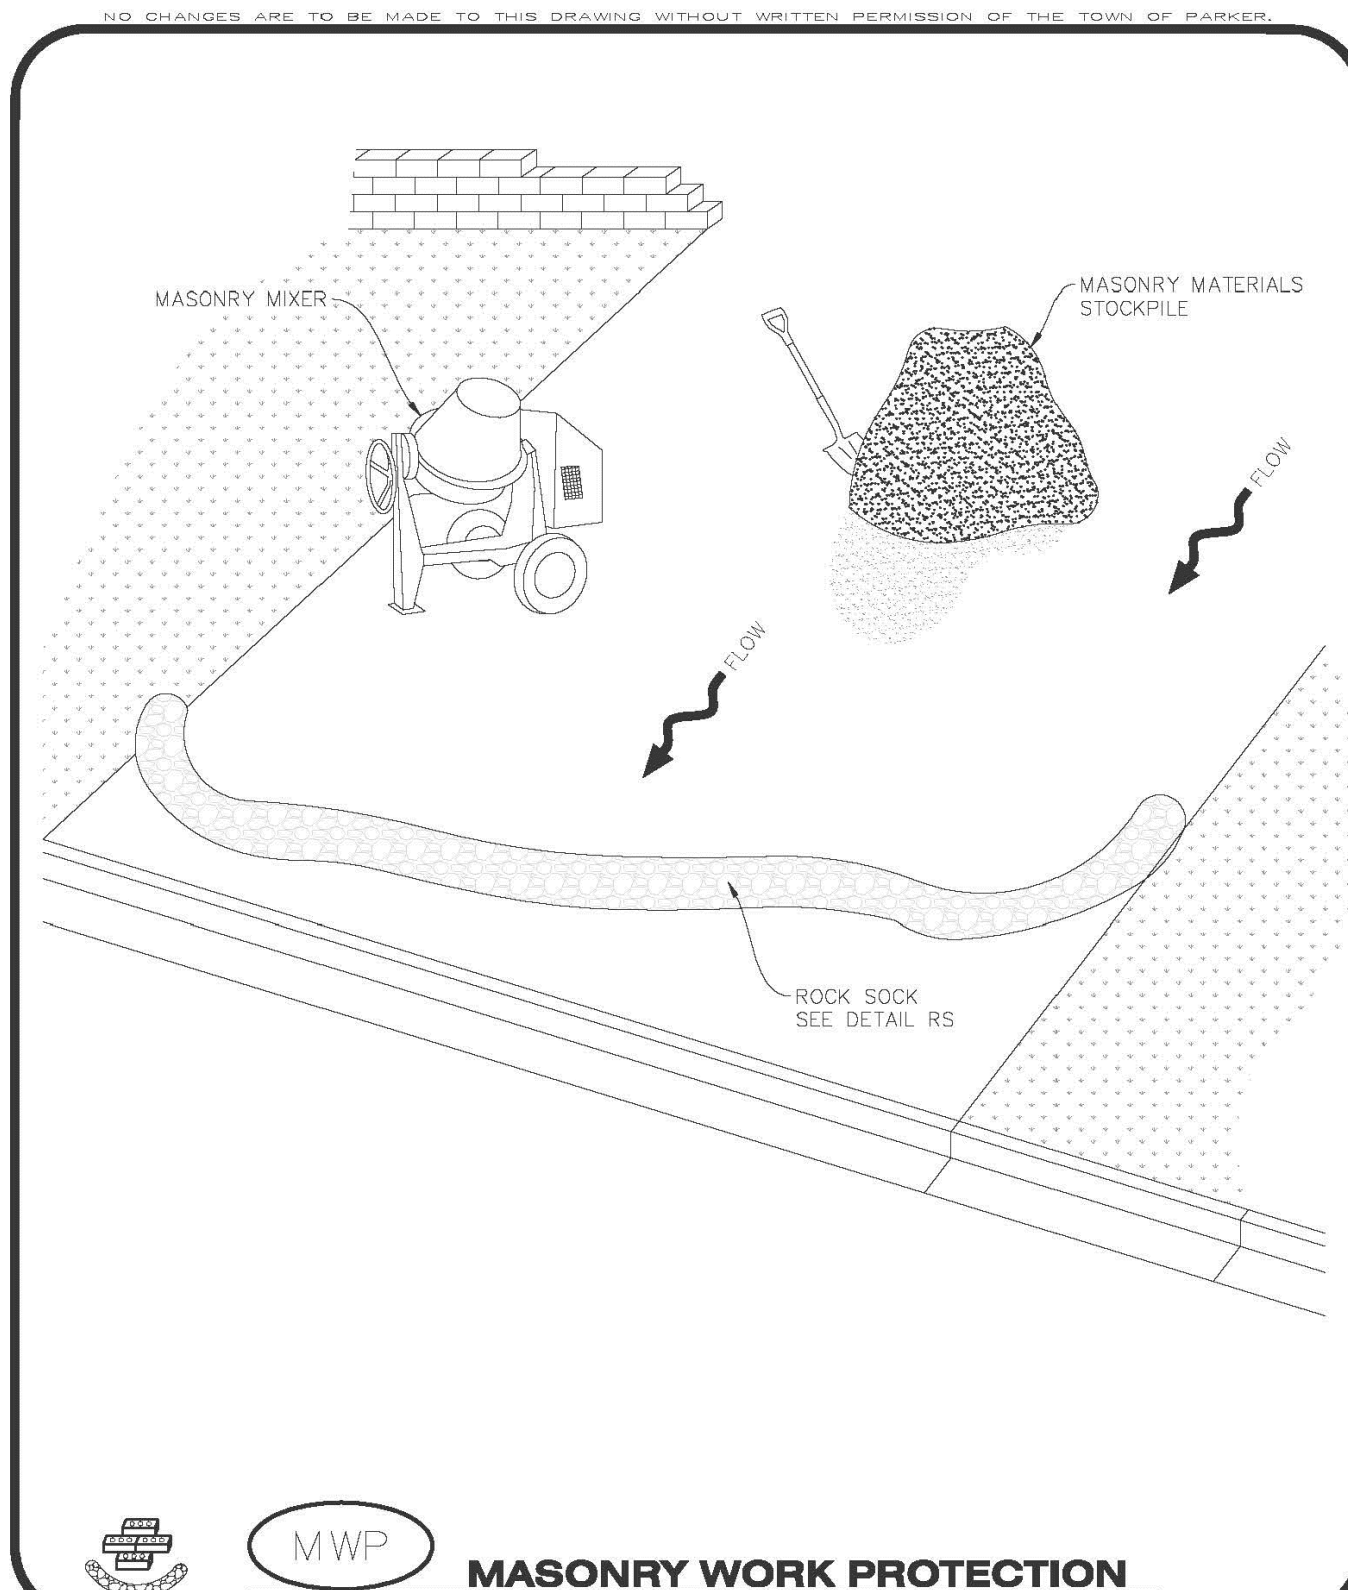 NO CHANGES ARE TO BE MADE TO THIS DRAWING WITHOUT WRITTEN PERMISSION OF THE TOWN OF PARKER.
MASONRY MIXER
MASONRY MATERIALS
STOCKPILE
FLOW
FLOW
ROCK SOCK
SEE DETAIL RS
MWP
MASONRY WORK PROTECTION